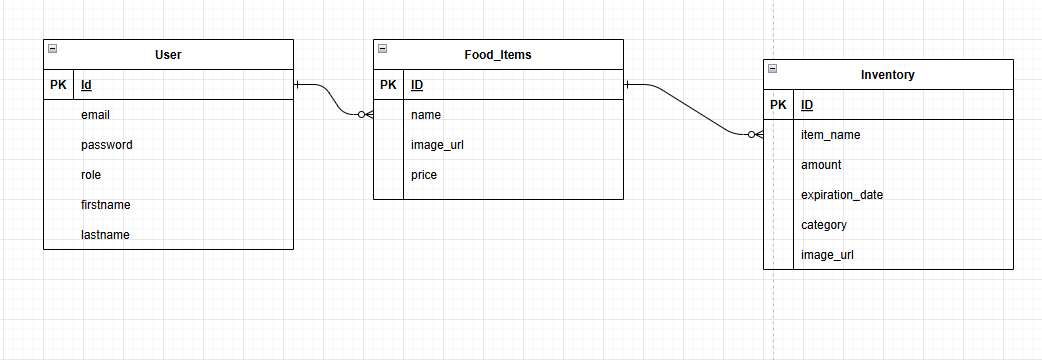 User
PK Id
email
password
role
firstname
lastname
Food_Items
PK ID
name
image_url
price
Inventory
PK ID
item_name
amount
expiration_date
category
image_url